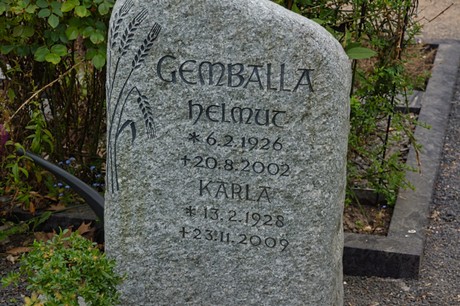 GEMBALLA
HELMUT
*6.2.1926
+20.8.2002
KARLA
*13.2.1928
+23.11.2009